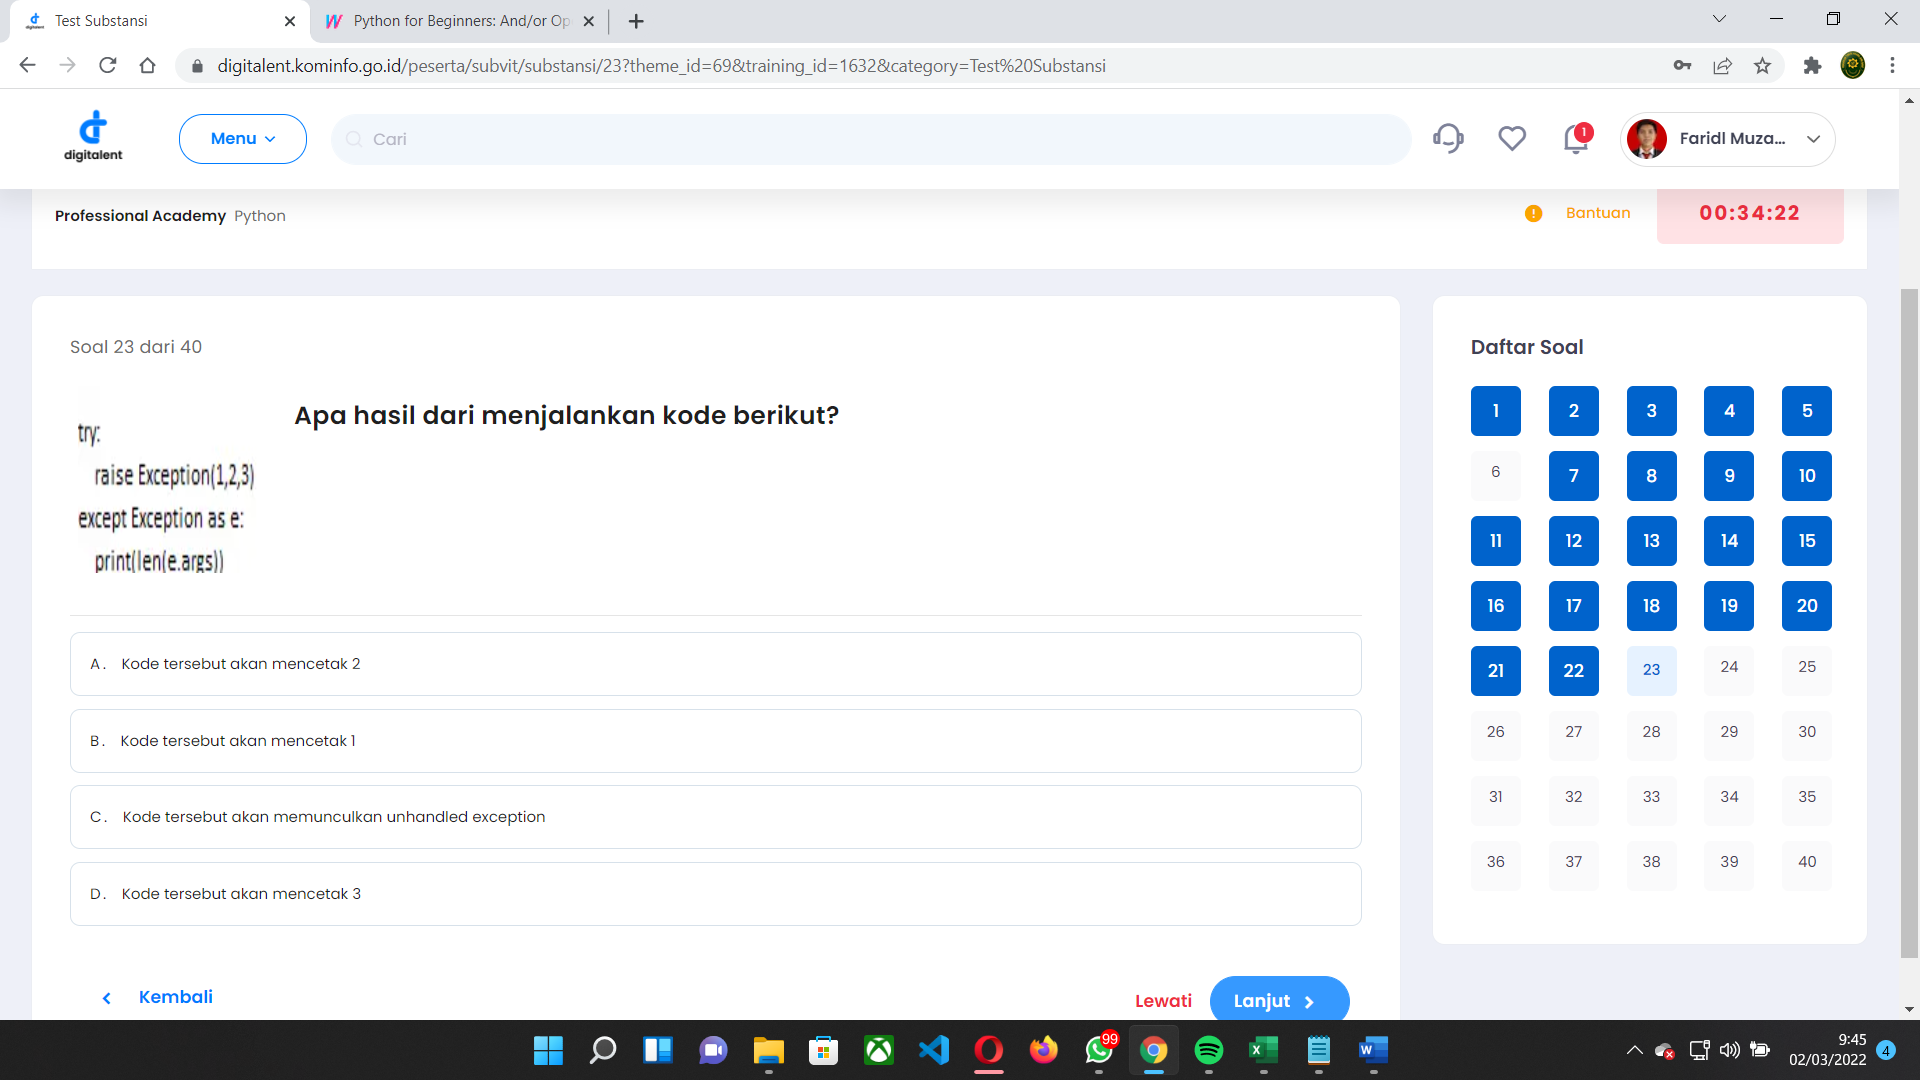 Test Substansi
Python for Beginners: And/or Op
digitalent.kominfo.go.id/peserta/subvit/substansi/23?theme_id=69&training_id=1632&category=Test%20Substansi
digitalent
Menu
Cari
1
Faridl Muza...
Professional Academy Python
Bantuan
00:34:22
Soal 23 dari 40
Apa hasil dari menjalankan kode berikut?
try:
raise Exception(1,2,3)
except Exception as e:
print(len(e.args))
A. Kode tersebut akan mencetak 2
B. Kode tersebut akan mencetak 1
C. Kode tersebut akan memunculkan unhandled exception
D. Kode tersebut akan mencetak 3
Kembali
Lewati
Lanjut
Daftar Soal
1 2 3 4 5
6 7 8 9 10
11 12 13 14 15
16 17 18 19 20
21 22 23 24 25
26 27 28 29 30
31 32 33 34 35
36 37 38 39 40
99
9:45
02/03/2022
4